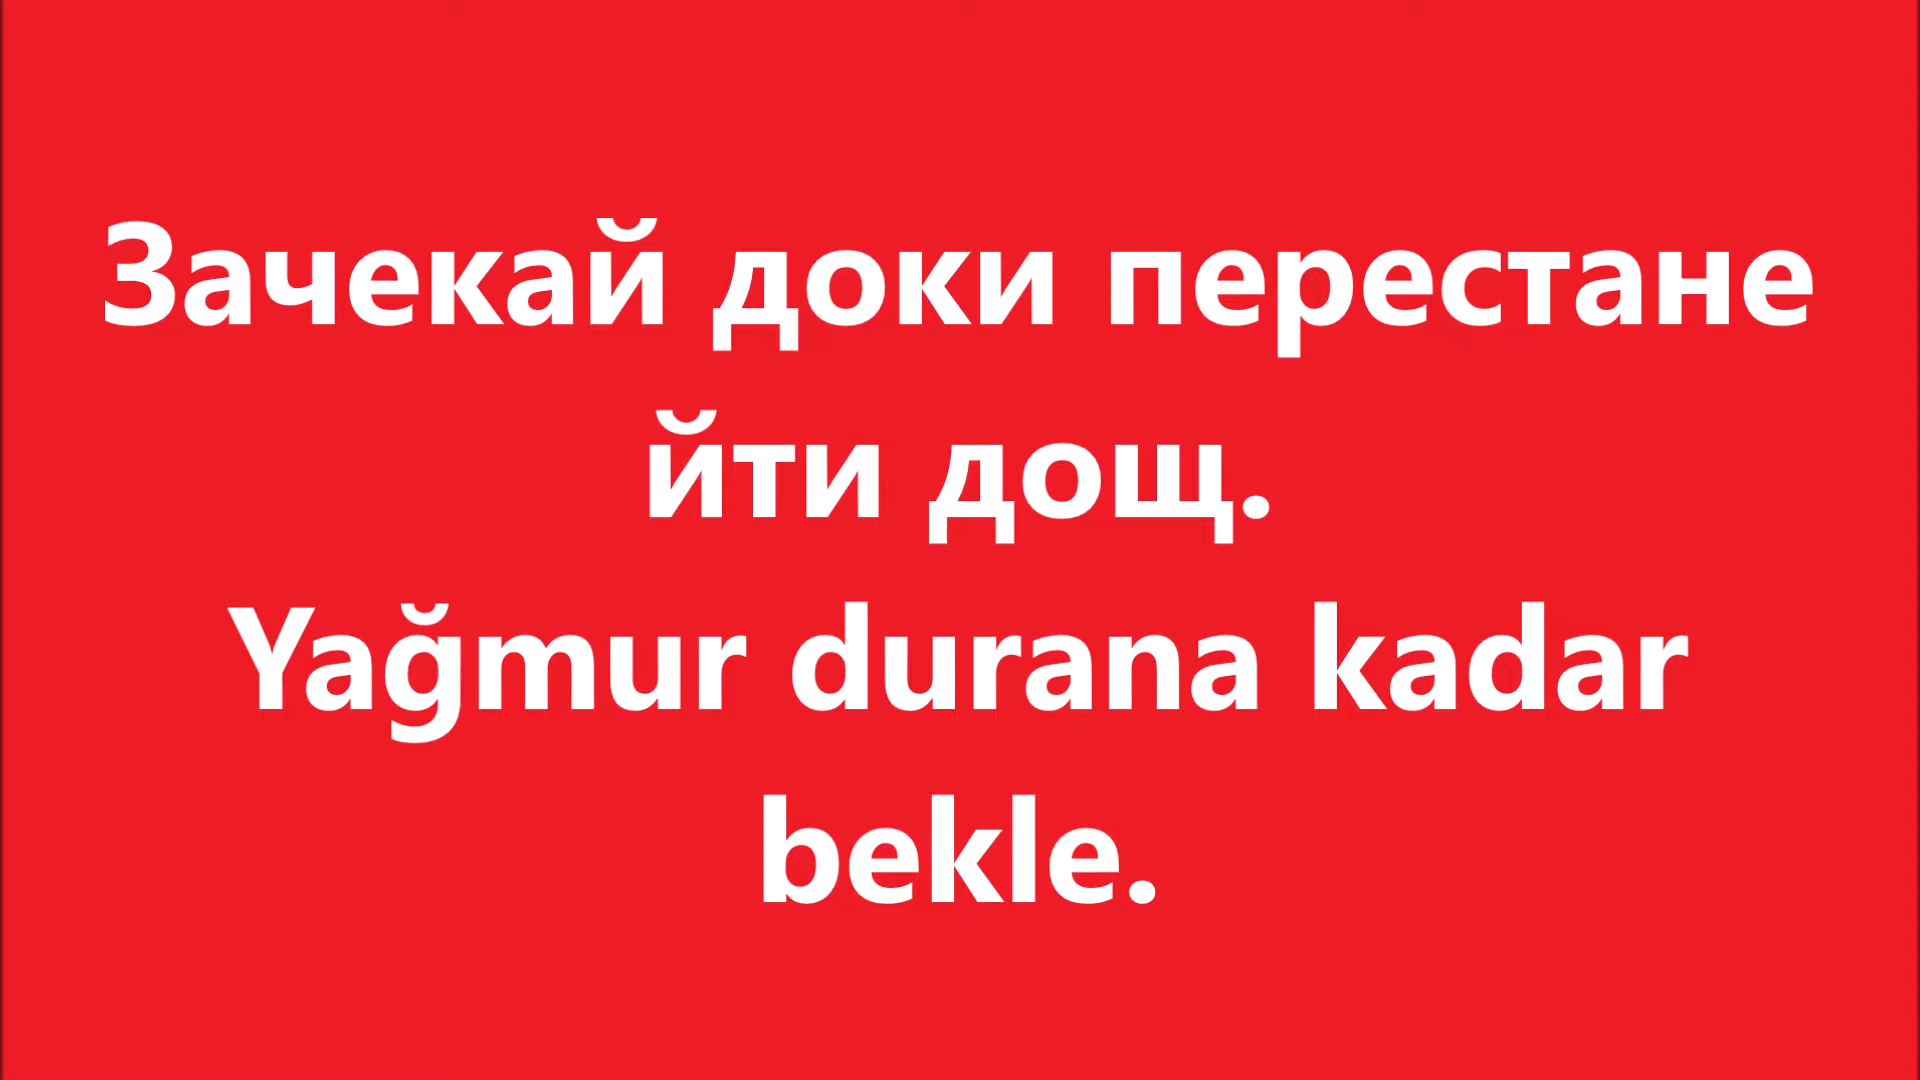 Зачекай доки перестане
йти дощ.
Yağmur durana kadar
bekle.